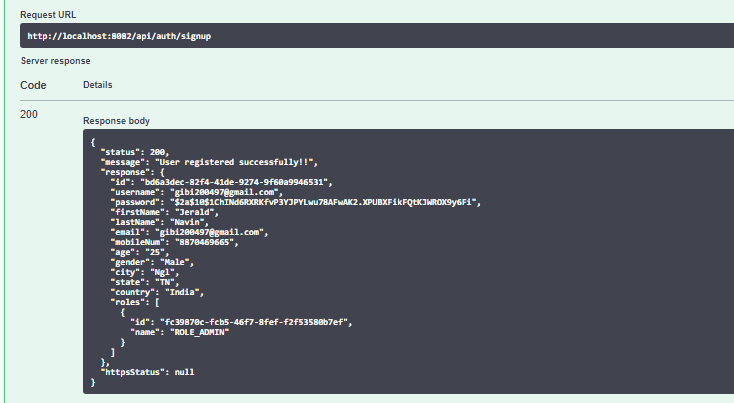 Request URL
http://localhost:8082/api/auth/signup
Server response
Code Details
200
Response body
{
"status": 200,
"message": "User registered successfully!!",
"response": {
"id": "bd6a3dec-82f4-41de-9274-9f60a9946531",
"username": "gibi200497@gmail.com",
"password": "$2a$10$1ChINd6RXRKfvP3YJPYLwu78AFwAK2.XPUBXFikFQtKJWROX9y6Fi",
"firstName": "Jerald",
"lastName": "Navin",
"email": "gibi200497@gmail.com",
"mobileNum": "8870469665",
"age": "25",
"gender": "Male",
"city": "Ngl",
"state": "TN",
"country": "India",
"roles": [
{
"id": "fc39870c-fcb5-46f7-8fef-f2f53580b7ef",
"name": "ROLE_ADMIN"
}
]
},
"httpsStatus": null
}